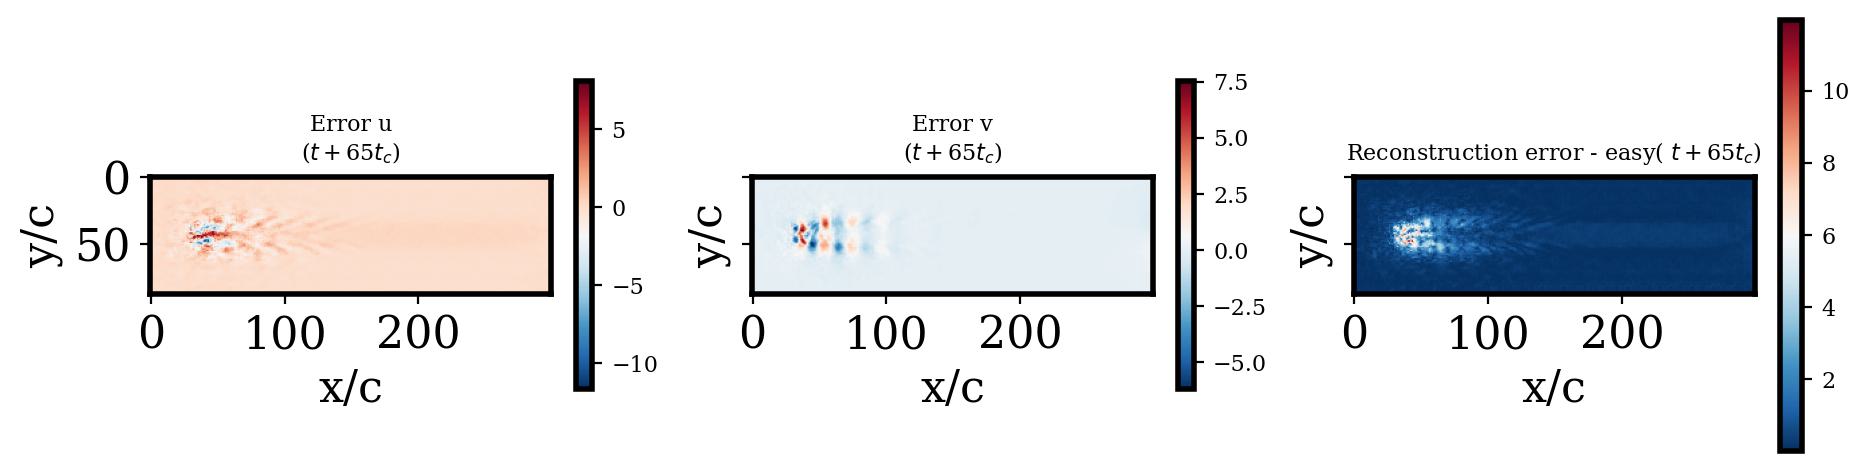 Error u
(t + 65t_c)
0
50
y/c
0
100
200
x/c
5
0
−5
−10
Error v
(t + 65t_c)
y/c
0
100
200
x/c
7.5
5.0
2.5
0.0
−2.5
−5.0
Reconstruction error - easy( t + 65t_c)
y/c
0
100
200
x/c
10
8
6
4
2